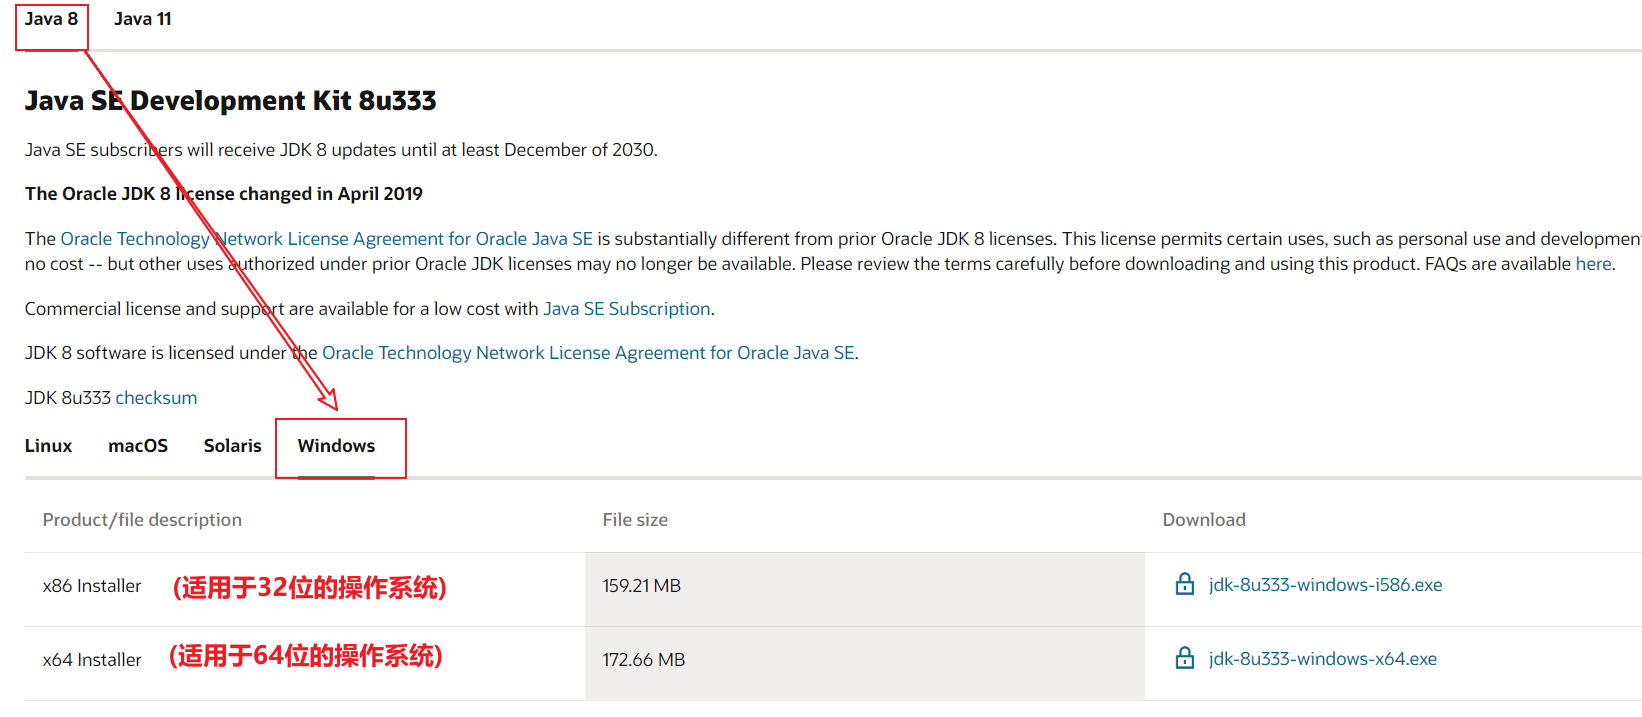 Java 8 Java 11
Java SE Development Kit 8u333
Java SE subscribers will receive JDK 8 updates until at least December of 2030.
The Oracle JDK 8 license changed in April 2019
The Oracle Technology Network License Agreement for Oracle Java SE is substantially different from prior Oracle JDK 8 licenses. This license permits certain uses, such as personal use and development
no cost -- but other uses authorized under prior Oracle JDK licenses may no longer be available. Please review the terms carefully before downloading and using this product. FAQs are available here.
Commercial license and support are available for a low cost with Java SE Subscription.
JDK 8 software is licensed under the Oracle Technology Network License Agreement for Oracle Java SE.
JDK 8u333 checksum
Linux macOS Solaris Windows
Product/file description File size Download
x86 Installer (适用于32位的操作系统) 159.21 MB jdk-8u333-windows-i586.exe
x64 Installer (适用于64位的操作系统) 172.66 MB jdk-8u333-windows-x64.exe